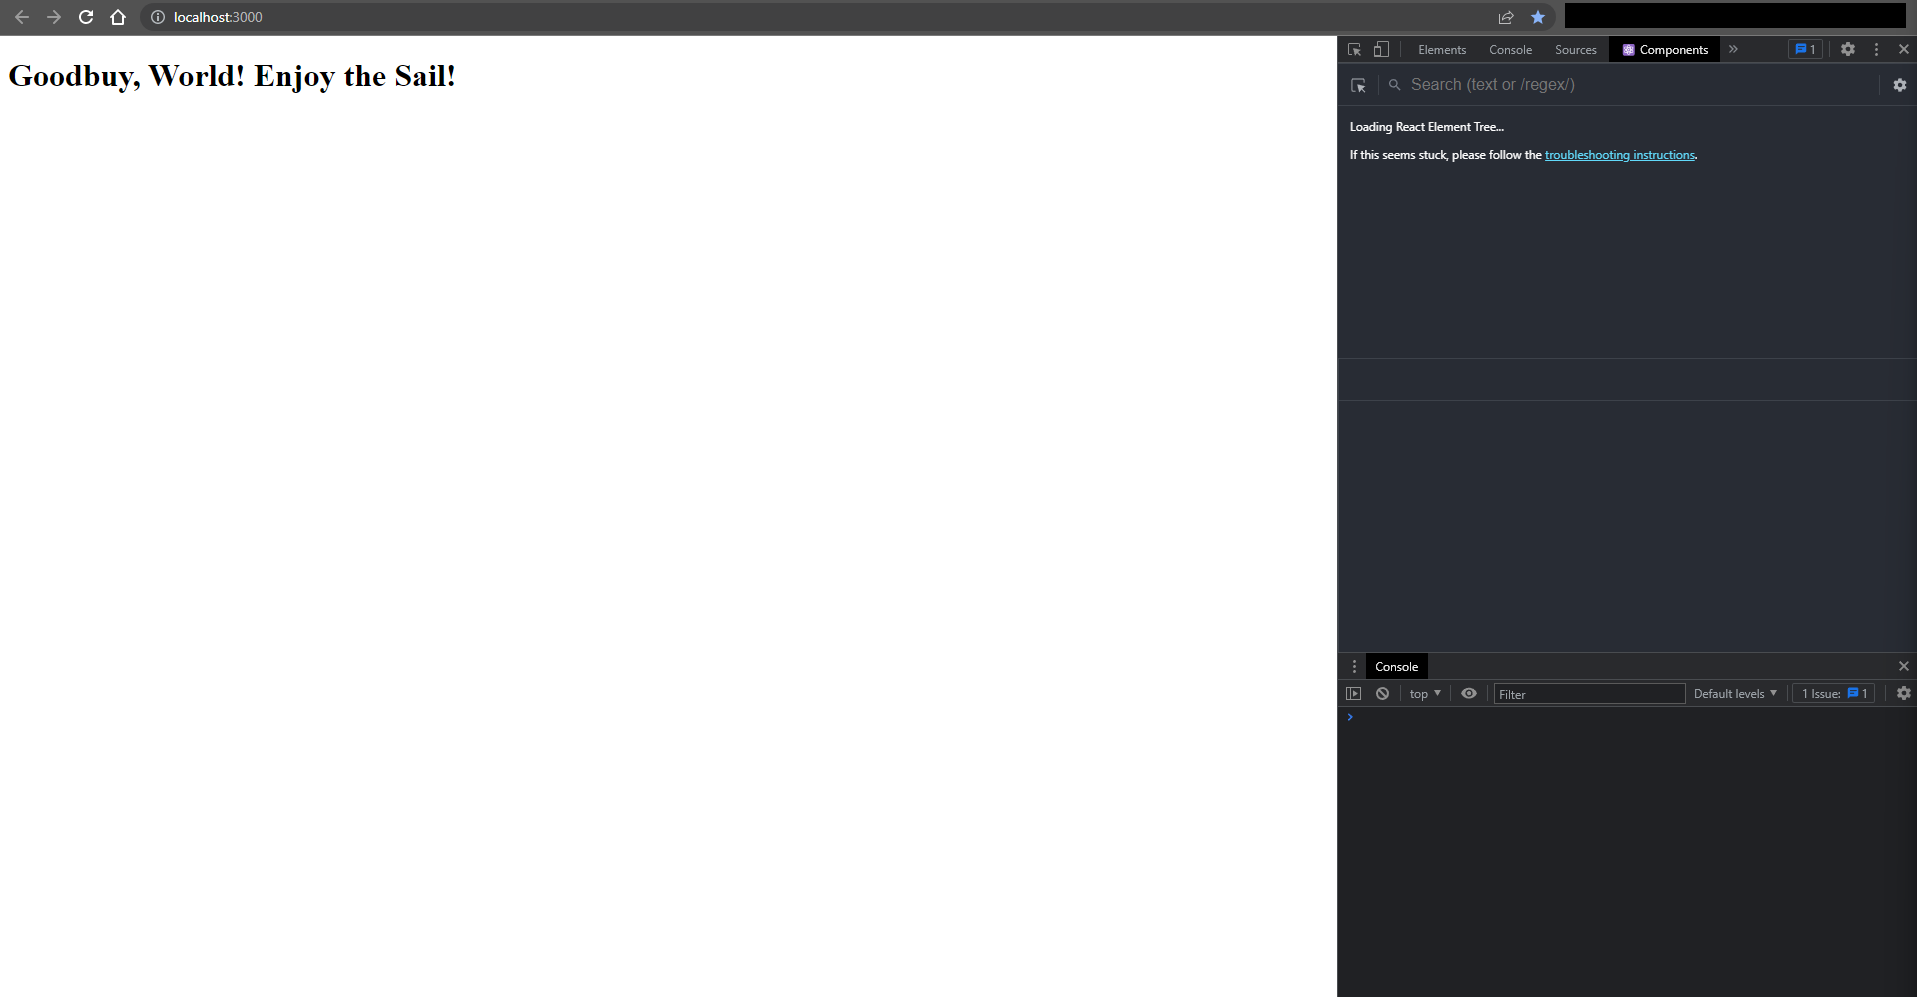 localhost:3000
Goodbuy, World! Enjoy the Sail!
Elements Console Sources Components » 1
Search (text or /regex/)
Loading React Element Tree...
If this seems stuck, please follow the troubleshooting instructions.
Console
top ▼ Filter Default levels ▼ 1 Issue: 1